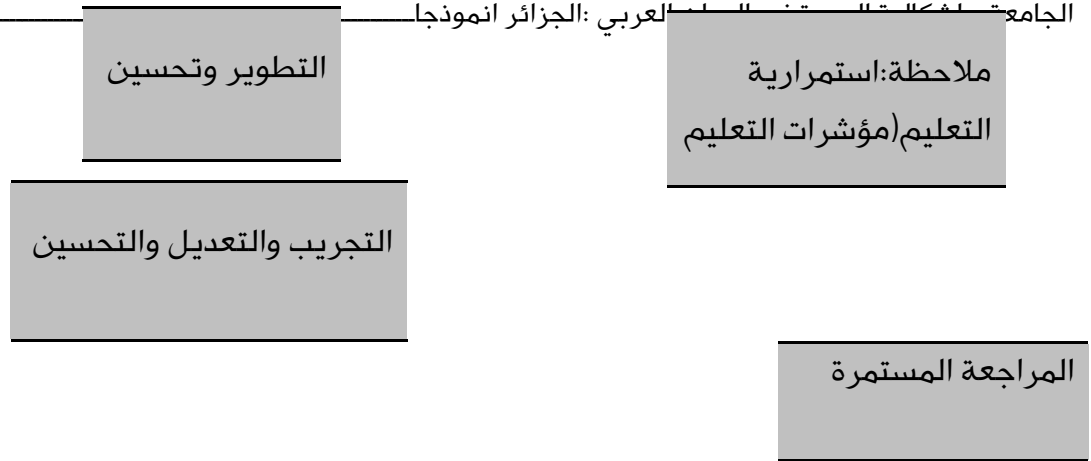 الجامعة العربي :الجزائر انموذجا
ملاحظة:استمرارية
التعليم(مؤشرات التعليم
التطوير وتحسين
التجريب والتعديل والتحسين
المراجعة المستمرة